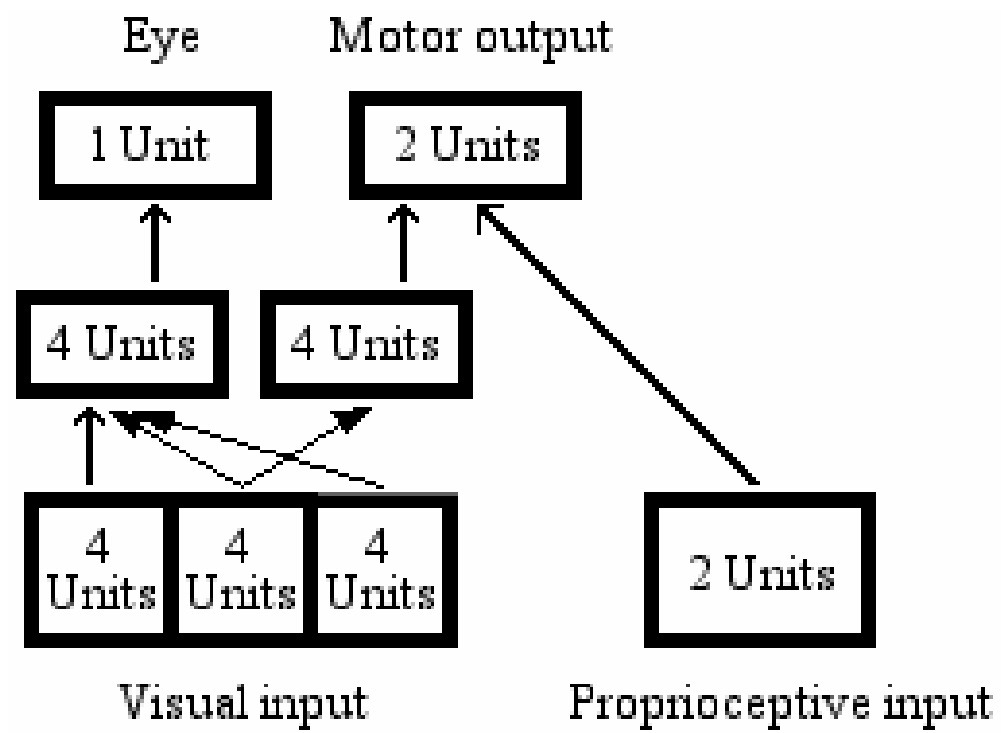 Eye
Motor output
1 Unit
2 Units
4 Units
4 Units
4
Units
4
Units
4
Units
2 Units
Visual input
Proprioceptive input